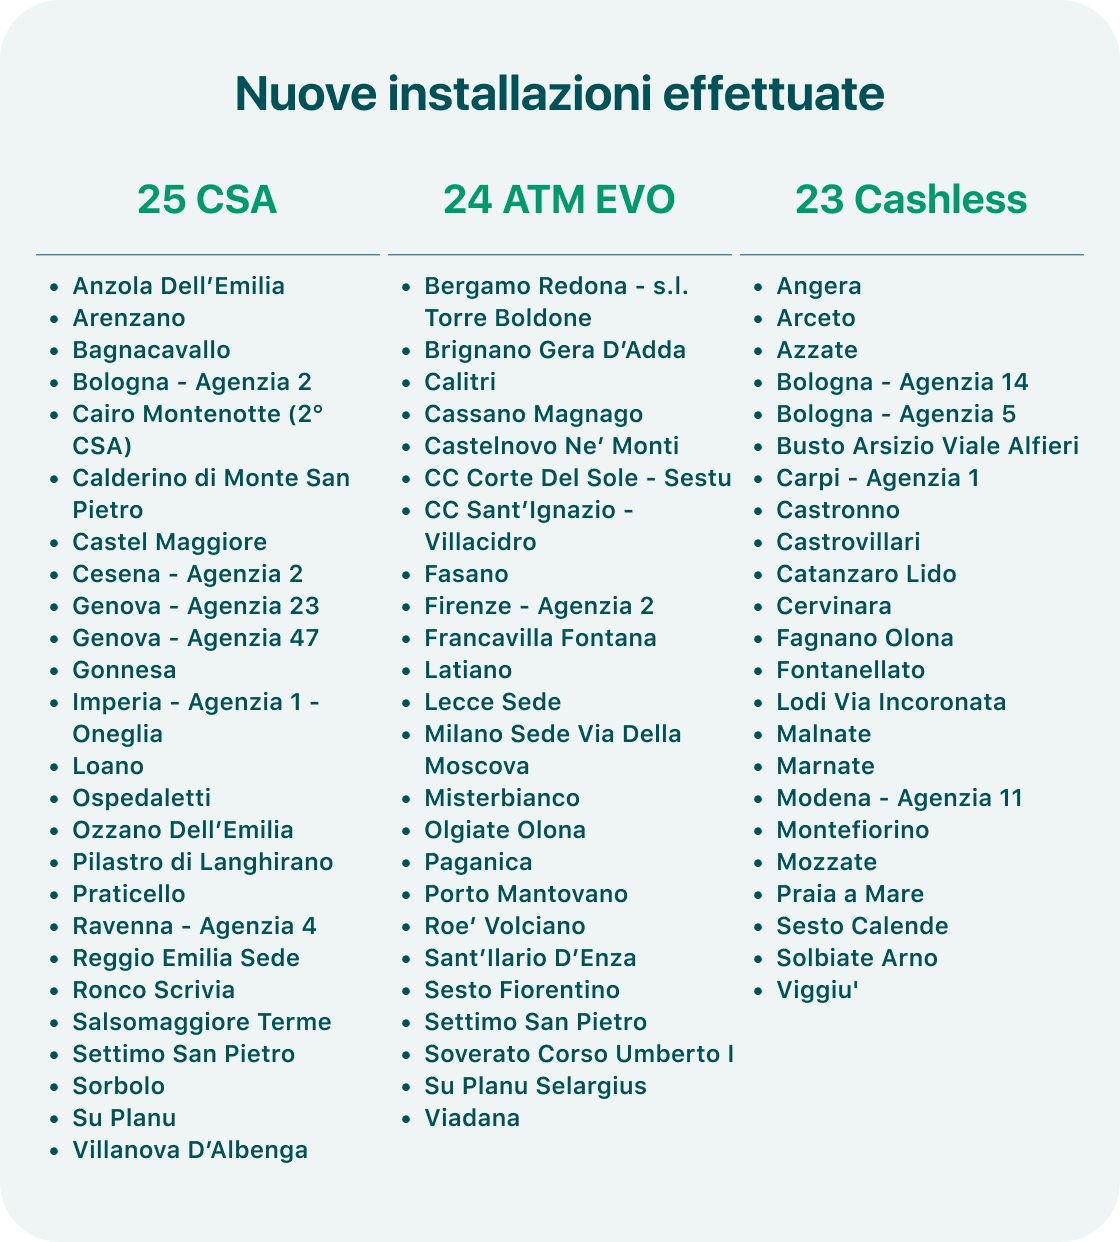 Nuove installazioni effettuate
25 CSA
• Anzola Dell’Emilia
• Arenzano
• Bagnacavallo
• Bologna - Agenzia 2
• Cairo Montenotte (2°
CSA)
• Calderino di Monte San
Pietro
• Castel Maggiore
• Cesena - Agenzia 2
• Genova - Agenzia 23
• Genova - Agenzia 47
• Gonnesa
• Imperia - Agenzia 1 -
Oneglia
• Loano
• Ospedaletti
• Ozzano Dell’Emilia
• Pilastro di Langhirano
• Praticello
• Ravenna - Agenzia 4
• Reggio Emilia Sede
• Ronco Scrivia
• Salsomaggiore Terme
• Settimo San Pietro
• Sorbolo
• Su Planu
• Villanova D’Albenga
24 ATM EVO
• Bergamo Redona - s.l.
Torre Boldone
• Brignano Gera D’Adda
• Calitri
• Cassano Magnago
• Castelnovo Ne’ Monti
• CC Corte Del Sole - Sestu
• CC Sant’Ignazio -
Villacidro
• Fasano
• Firenze - Agenzia 2
• Francavilla Fontana
• Latiano
• Lecce Sede
• Milano Sede Via Della
Moscova
• Misterbianco
• Olgiate Olona
• Paganica
• Porto Mantovano
• Roe’ Volciano
• Sant’Ilario D’Enza
• Sesto Fiorentino
• Settimo San Pietro
• Soverato Corso Umberto I
• Su Planu Selargius
• Viadana
23 Cashless
• Angera
• Arceto
• Azzate
• Bologna - Agenzia 14
• Bologna - Agenzia 5
• Busto Arsizio Viale Alfieri
• Carpi - Agenzia 1
• Castronno
• Castrovillari
• Catanzaro Lido
• Cervinara
• Fagnano Olona
• Fontanellato
• Lodi Via Incoronata
• Malnate
• Marnate
• Modena - Agenzia 11
• Montefiorino
• Mozzate
• Praia a Mare
• Sesto Calende
• Solbiate Arno
• Viggiu'